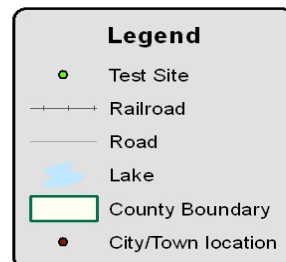 Legend
Test Site
Railroad
Road
Lake
County Boundary
City/Town location